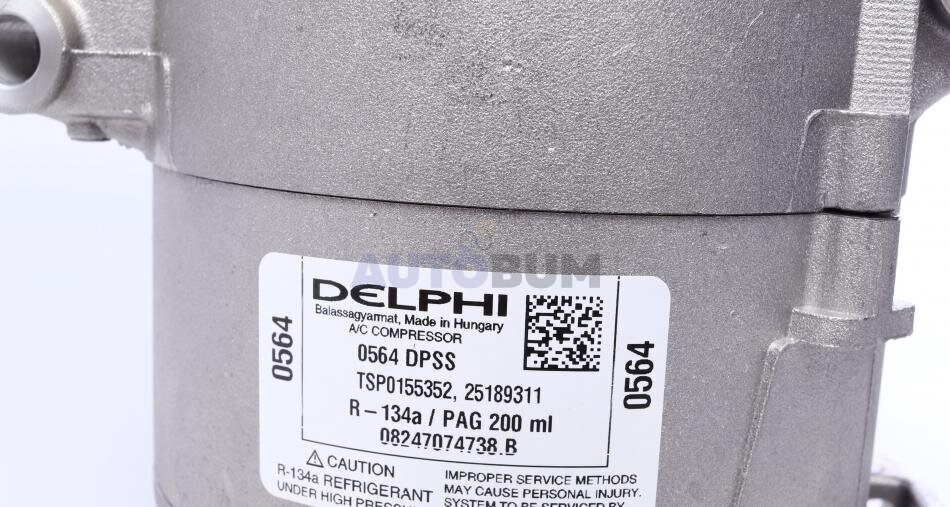 AUTOBUM
DELPHI
Balassagyarmat, Made in Hungary
A/C COMPRESSOR
0564 DPSS
TSP0155352, 25189311
R-134a / PAG 200 ml
08247074738.B
0564
0564
⚠ CAUTION
R-134a REFRIGERANT
UNDER HIGH PRESSURE
IMPROPER SERVICE METHODS
MAY CAUSE PERSONAL INJURY.
SYSTEM TO BE SERVICED BY